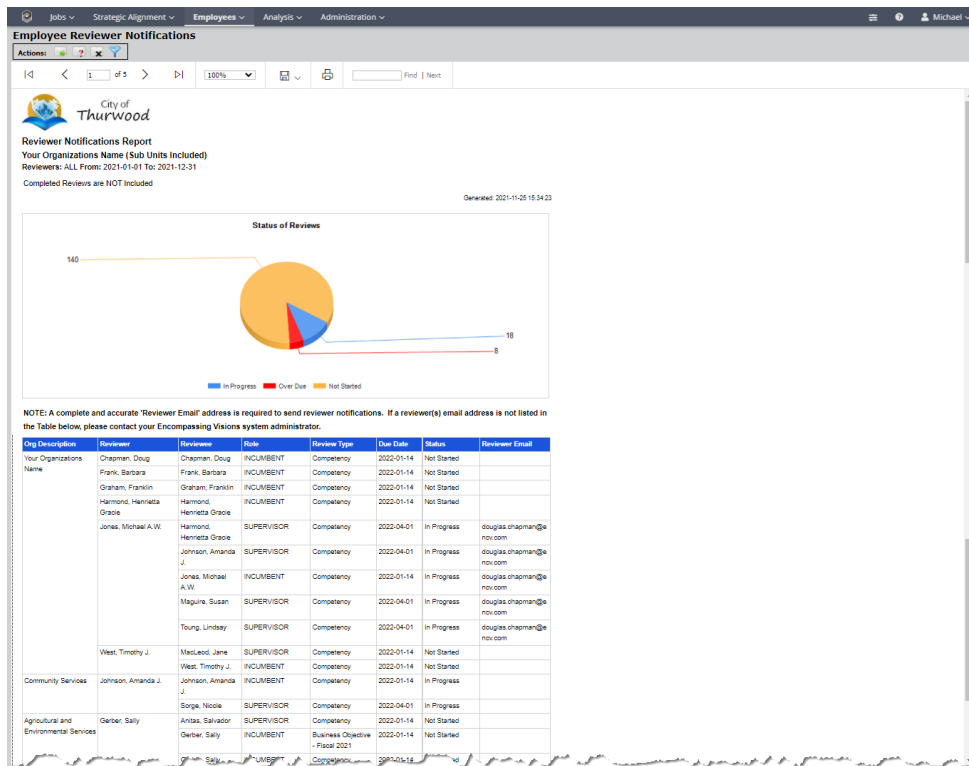 Jobs Strategic Alignment Employees Analysis Administration Michael
Employee Reviewer Notifications
Actions:
1 of 5 100% Find | Next
City of
Thurwood
Reviewer Notifications Report
Your Organizations Name (Sub Units Included)
Reviewers: ALL From: 2021-01-01 To: 2021-12-31
Completed Reviews are NOT Included
Generated: 2021-11-25 15:34:23
Status of Reviews
140
18
8
In Progress Over Due Not Started
NOTE: A complete and accurate 'Reviewer Email' address is required to send reviewer notifications. If a reviewer(s) email address is not listed in
the Table below, please contact your Encompassing Visions system administrator.
Org Description Reviewer Reviewee Role Review Type Due Date Status Reviewer Email
Your Organizations Chapman, Doug Chapman, Doug INCUMBENT Competency 2022-01-14 Not Started
Name Frank, Barbara Frank, Barbara INCUMBENT Competency 2022-01-14 Not Started
Graham, Franklin Graham, Franklin INCUMBENT Competency 2022-01-14 Not Started
Harmond, Henrietta Harmond, INCUMBENT Competency 2022-01-14 Not Started
Gracie Henrietta Gracie
Jones, Michael A.W. Harmond, SUPERVISOR Competency 2022-04-01 In Progress douglas.chapman@e
Henrietta Gracie ncv.com
Johnson, Amanda SUPERVISOR Competency 2022-04-01 In Progress douglas.chapman@e
J. ncv.com
Jones, Michael INCUMBENT Competency 2022-01-14 In Progress douglas.chapman@e
A.W. ncv.com
Maguire, Susan SUPERVISOR Competency 2022-04-01 In Progress douglas.chapman@e
ncv.com
Toung, Lindsay SUPERVISOR Competency 2022-04-01 In Progress douglas.chapman@e
ncv.com
West, Timothy J. MacLeod, Jane SUPERVISOR Competency 2022-01-14 Not Started
West, Timothy J. INCUMBENT Competency 2022-01-14 Not Started
Community Services Johnson, Amanda J. Johnson, Amanda INCUMBENT Competency 2022-01-14 In Progress
J.
Sorge, Nicole SUPERVISOR Competency 2022-04-01 In Progress
Agricultural and Gerber, Sally Anitas, Salvador SUPERVISOR Competency 2022-01-14 Not Started
Environmental Services Gerber, Sally INCUMBENT Business Objective 2022-01-14 Not Started
- Fiscal 2021